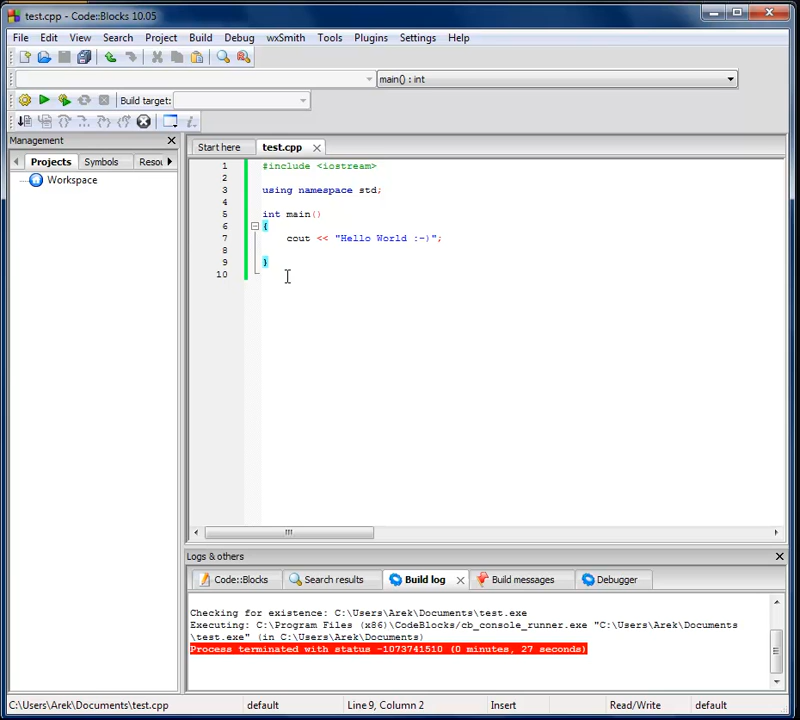 test.cpp - Code::Blocks 10.05
File Edit View Search Project Build Debug wxSmith Tools Plugins Settings Help
main() : int
Build target:
Management
Projects Symbols Resou
Workspace
Start here test.cpp
1 #include <iostream>
2
3 using namespace std;
4
5 int main()
6 {
7 cout << "Hello World :-)";
8
9 }
10
Logs & others
Code::Blocks Search results Build log Build messages Debugger
Checking for existence: C:\Users\Arek\Documents\test.exe
Executing: C:\Program Files (x86)\CodeBlocks/cb_console_runner.exe "C:\Users\Arek\Documents
\test.exe" (in C:\Users\Arek\Documents)
Process terminated with status -1073741510 (0 minutes, 27 seconds)
C:\Users\Arek\Documents\test.cpp default Line 9, Column 2 Insert Read/Write default